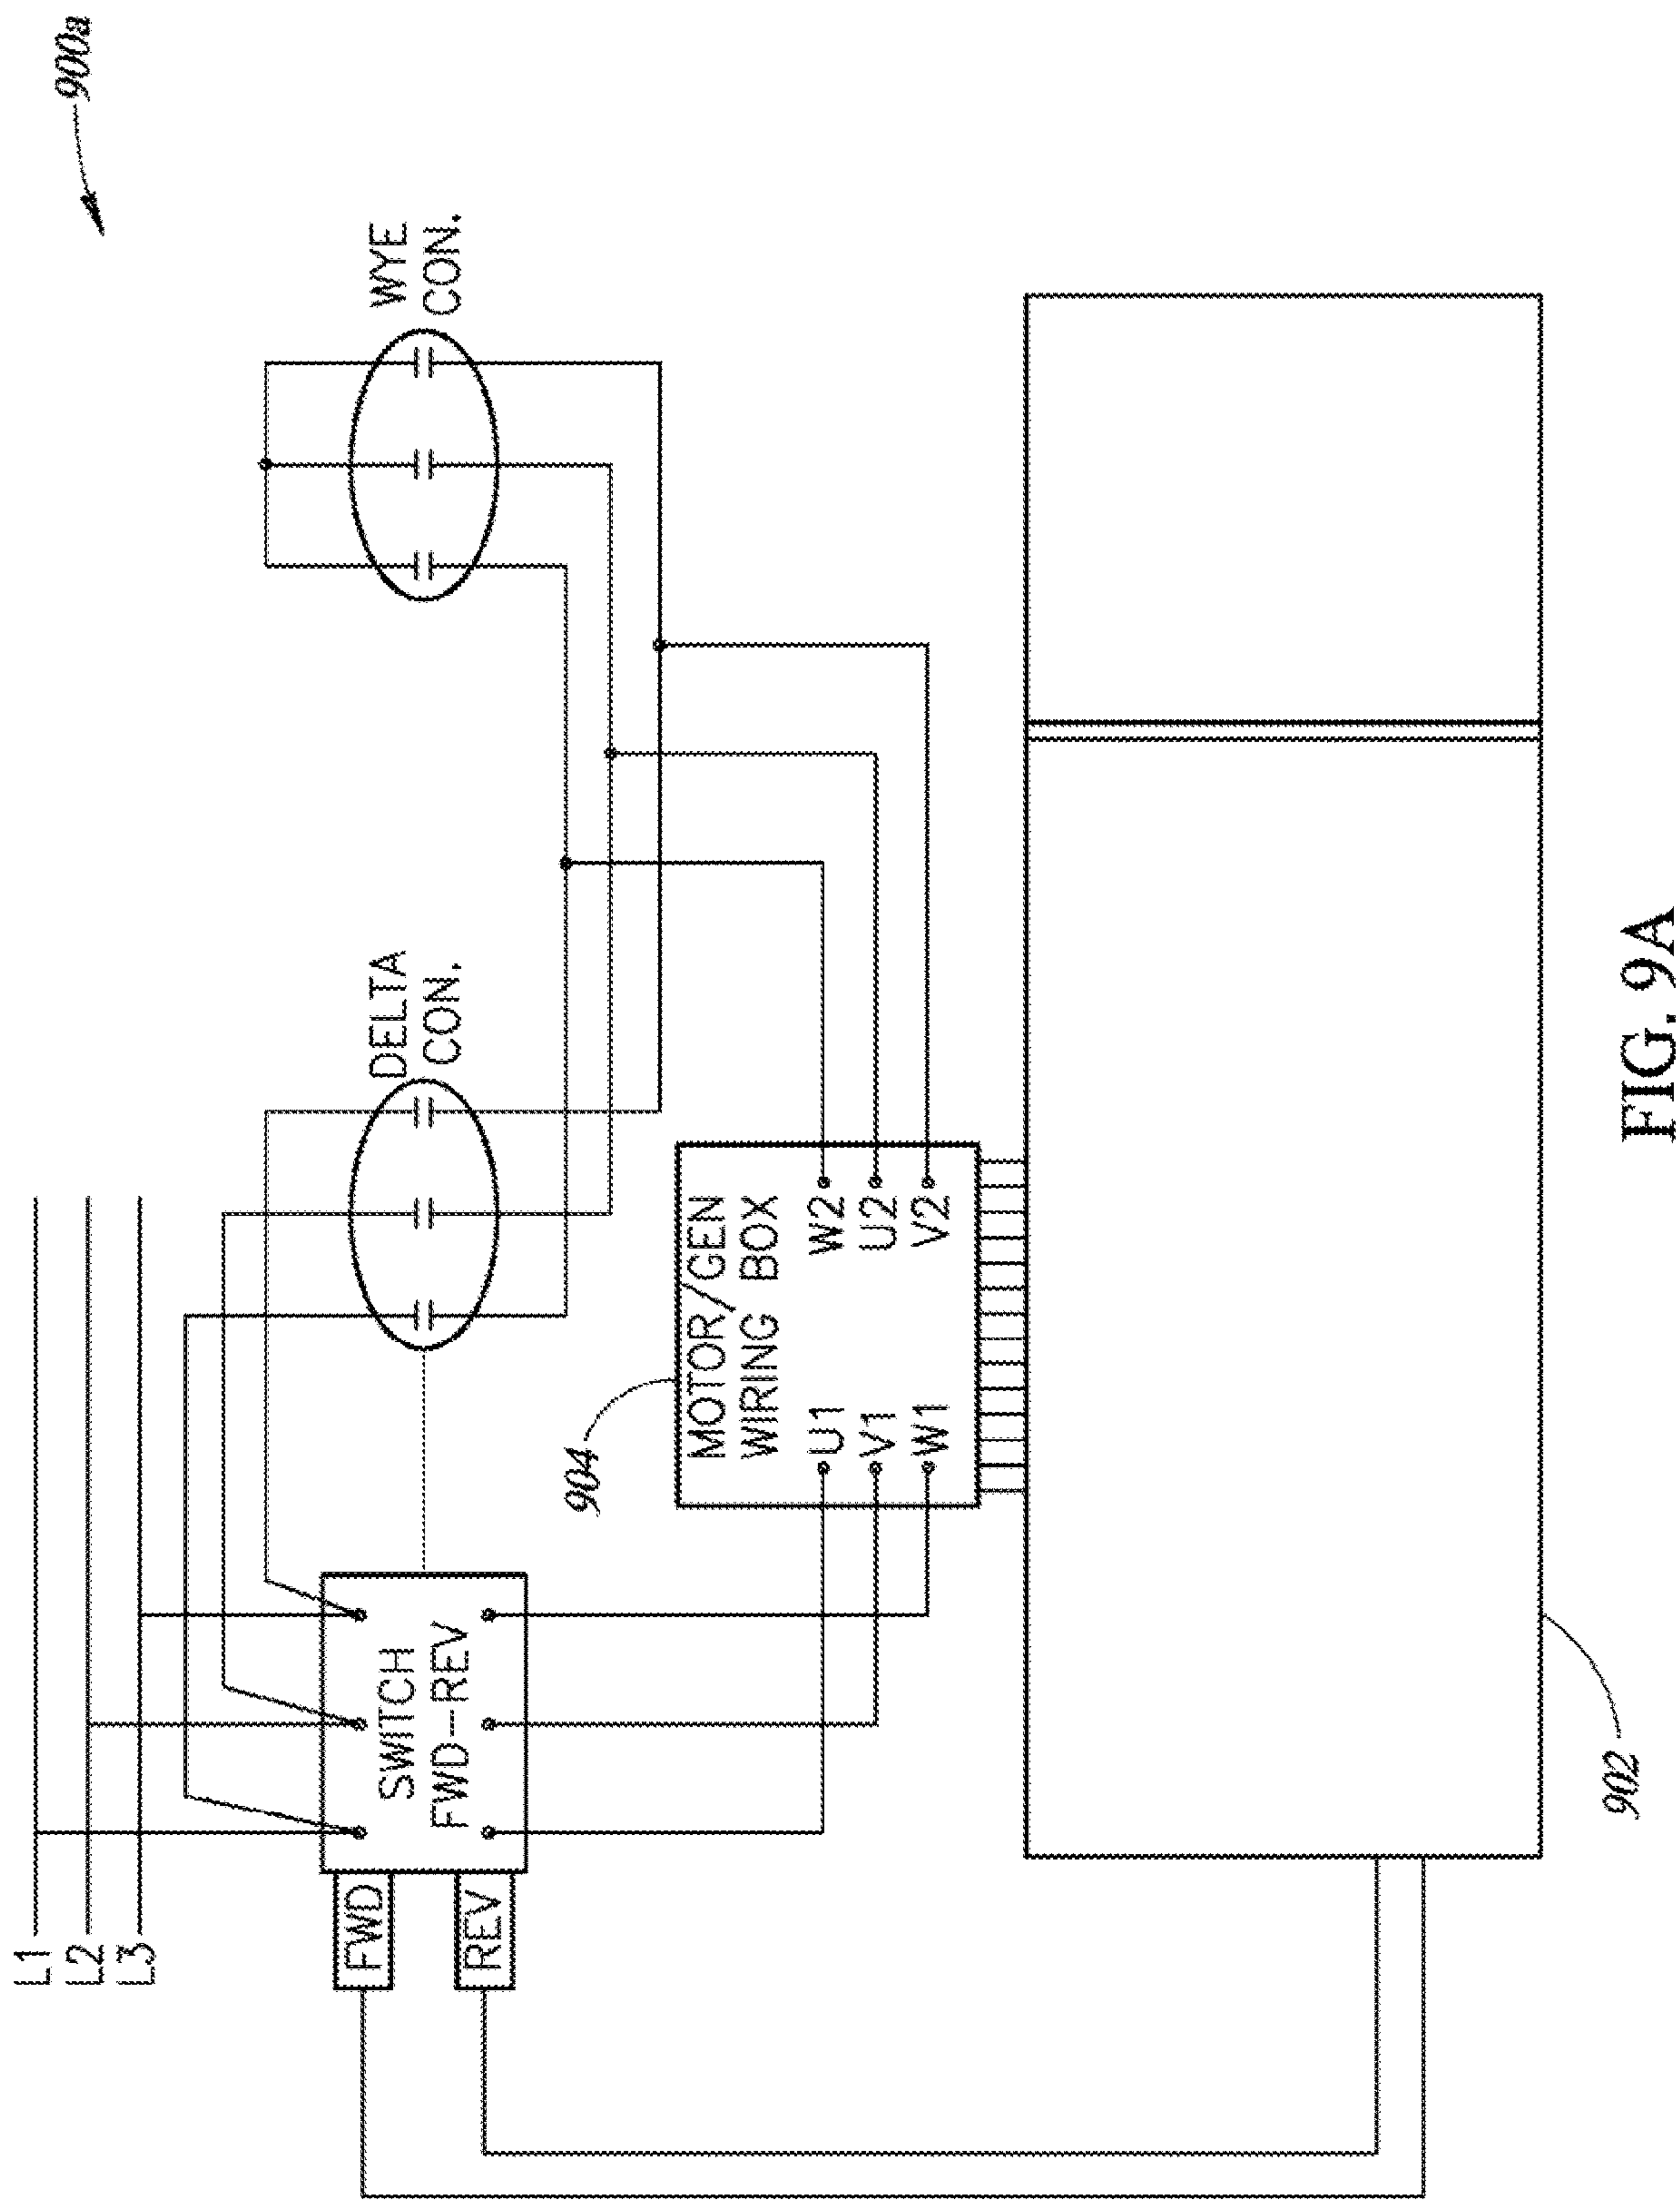 900a
L1
L2
L3
FWD
REV
SWITCH
FWD-REV
DELTA
CON.
WYE
CON.
904
MOTOR/GEN
WIRING BOX
U1
V1
W1
W2
U2
V2
902
FIG. 9A